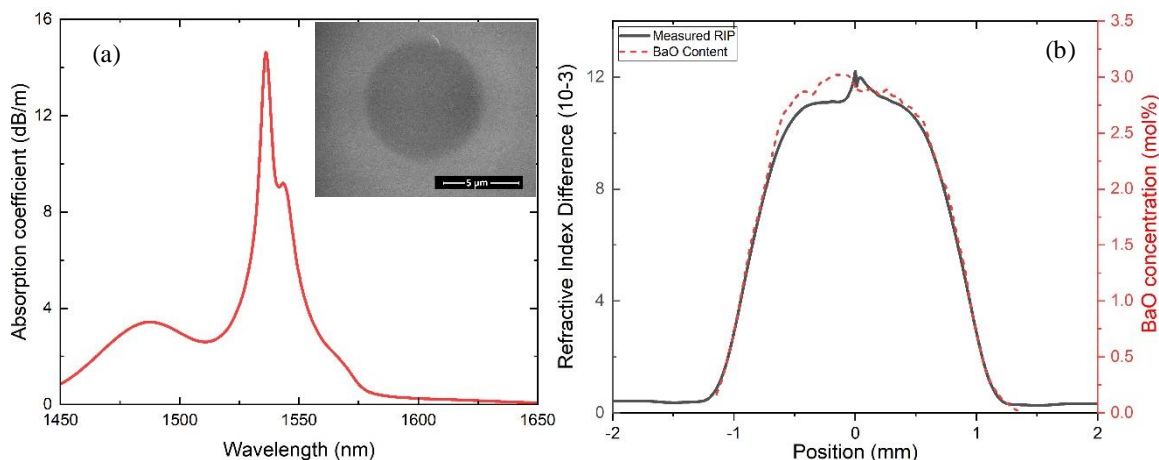 (a)
Absorption coefficient (dB/m)
16
12
8
4
0
1450
1500
1550
1600
1650
Wavelength (nm)
5 µm
(b)
Measured RIP
BaO Content
Refractive Index Difference (10-3)
12
8
4
0
-2
-1
0
1
2
Position (mm)
3.5
3.0
2.5
2.0
1.5
1.0
0.5
0.0
BaO concentration (mol%)